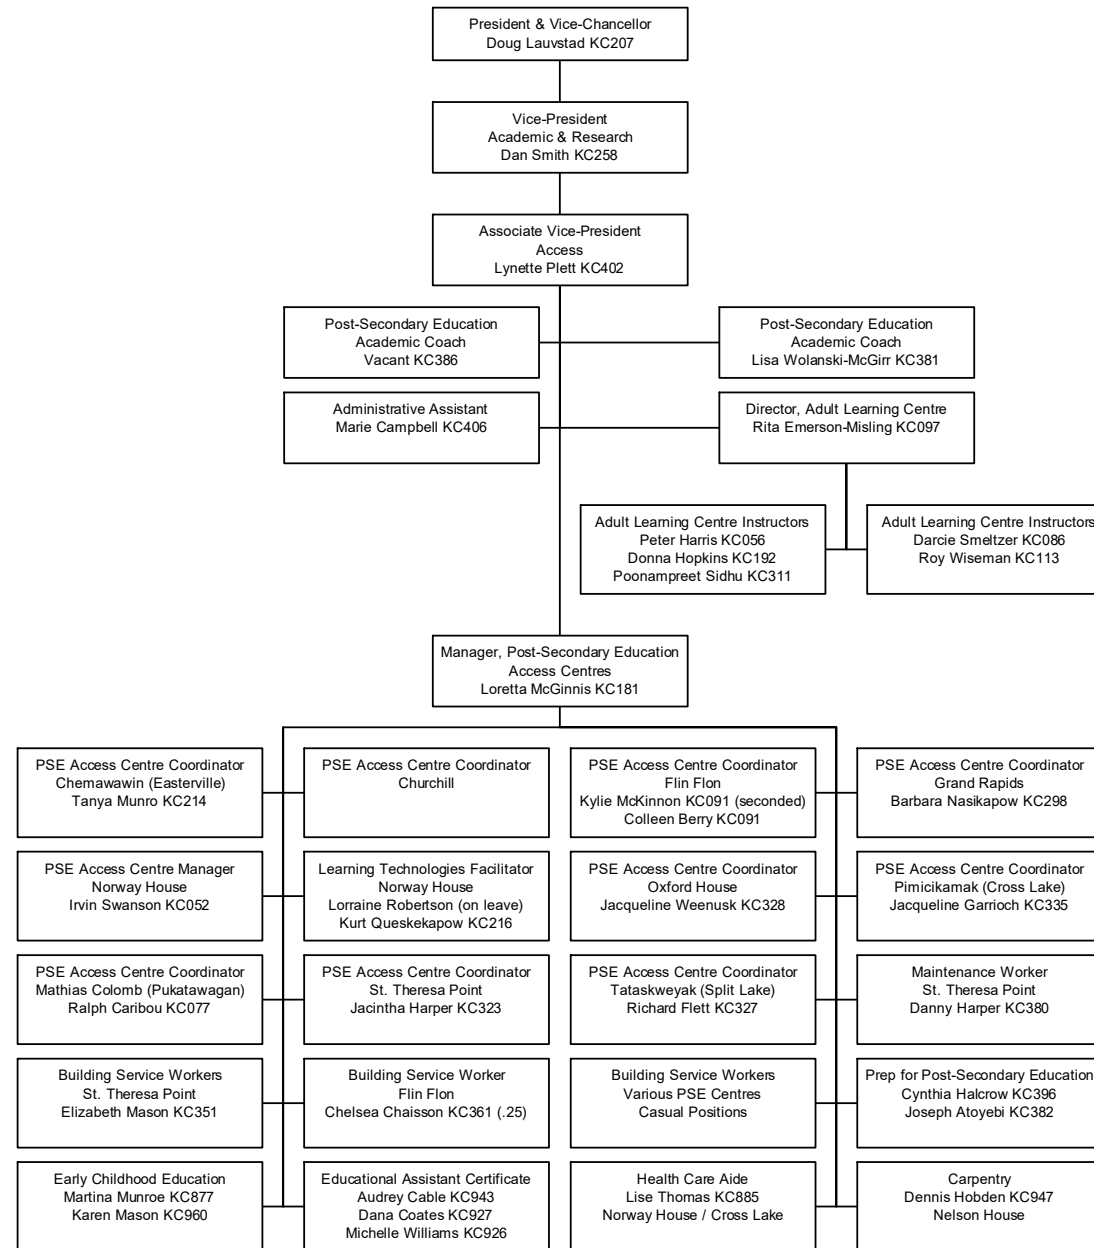 President & Vice-Chancellor
Doug Lauvstad KC207
Vice-President
Academic & Research
Dan Smith KC258
Associate Vice-President
Access
Lynette Plett KC402
Post-Secondary Education
Academic Coach
Vacant KC386
Post-Secondary Education
Academic Coach
Lisa Wolanski-McGirr KC381
Administrative Assistant
Marie Campbell KC406
Director, Adult Learning Centre
Rita Emerson-Misling KC097
Adult Learning Centre Instructors
Peter Harris KC056
Donna Hopkins KC192
Poonampreet Sidhu KC311
Adult Learning Centre Instructors
Darcie Smeltzer KC086
Roy Wiseman KC113
Manager, Post-Secondary Education
Access Centres
Loretta McGinnis KC181
PSE Access Centre Coordinator
Chemawawin (Easterville)
Tanya Munro KC214
PSE Access Centre Coordinator
Churchill
PSE Access Centre Coordinator
Flin Flon
Kylie McKinnon KC091 (seconded)
Colleen Berry KC091
PSE Access Centre Coordinator
Grand Rapids
Barbara Nasikapow KC298
PSE Access Centre Manager
Norway House
Irvin Swanson KC052
Learning Technologies Facilitator
Norway House
Lorraine Robertson (on leave)
Kurt Queskekapow KC216
PSE Access Centre Coordinator
Oxford House
Jacqueline Weenusk KC328
PSE Access Centre Coordinator
Pimicikamak (Cross Lake)
Jacqueline Garrioch KC335
PSE Access Centre Coordinator
Mathias Colomb (Pukatawagan)
Ralph Caribou KC077
PSE Access Centre Coordinator
St. Theresa Point
Jacintha Harper KC323
PSE Access Centre Coordinator
Tataskweyak (Split Lake)
Richard Flett KC327
Maintenance Worker
St. Theresa Point
Danny Harper KC380
Building Service Workers
St. Theresa Point
Elizabeth Mason KC351
Building Service Worker
Flin Flon
Chelsea Chaisson KC361 (.25)
Building Service Workers
Various PSE Centres
Casual Positions
Prep for Post-Secondary Education
Cynthia Halcrow KC396
Joseph Atoyebi KC382
Early Childhood Education
Martina Munroe KC877
Karen Mason KC960
Educational Assistant Certificate
Audrey Cable KC943
Dana Coates KC927
Michelle Williams KC926
Health Care Aide
Lise Thomas KC885
Norway House / Cross Lake
Carpentry
Dennis Hobden KC947
Nelson House